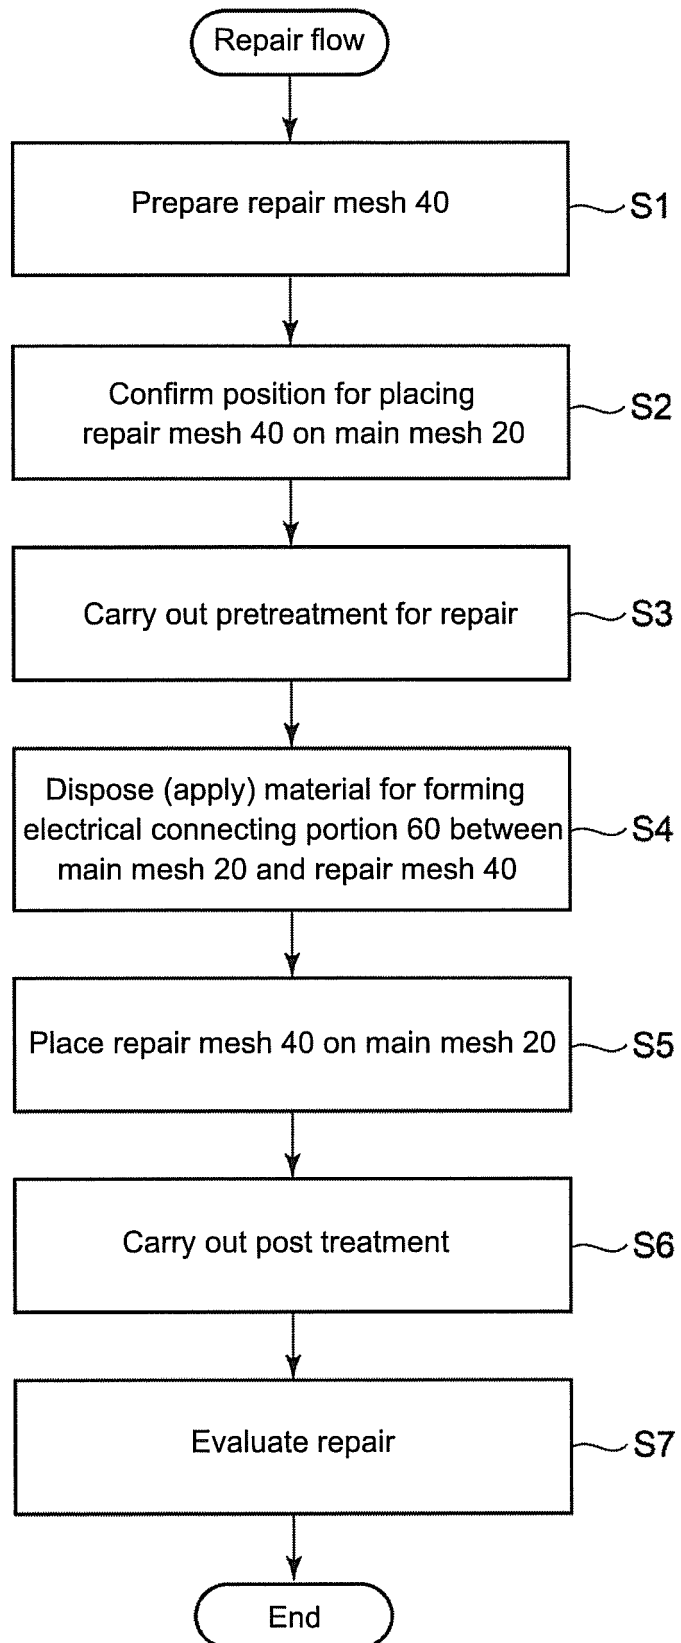 Repair flow
Prepare repair mesh 40
S1
Confirm position for placing
repair mesh 40 on main mesh 20
S2
Carry out pretreatment for repair
S3
Dispose (apply) material for forming
electrical connecting portion 60 between
main mesh 20 and repair mesh 40
S4
Place repair mesh 40 on main mesh 20
S5
Carry out post treatment
S6
Evaluate repair
S7
End